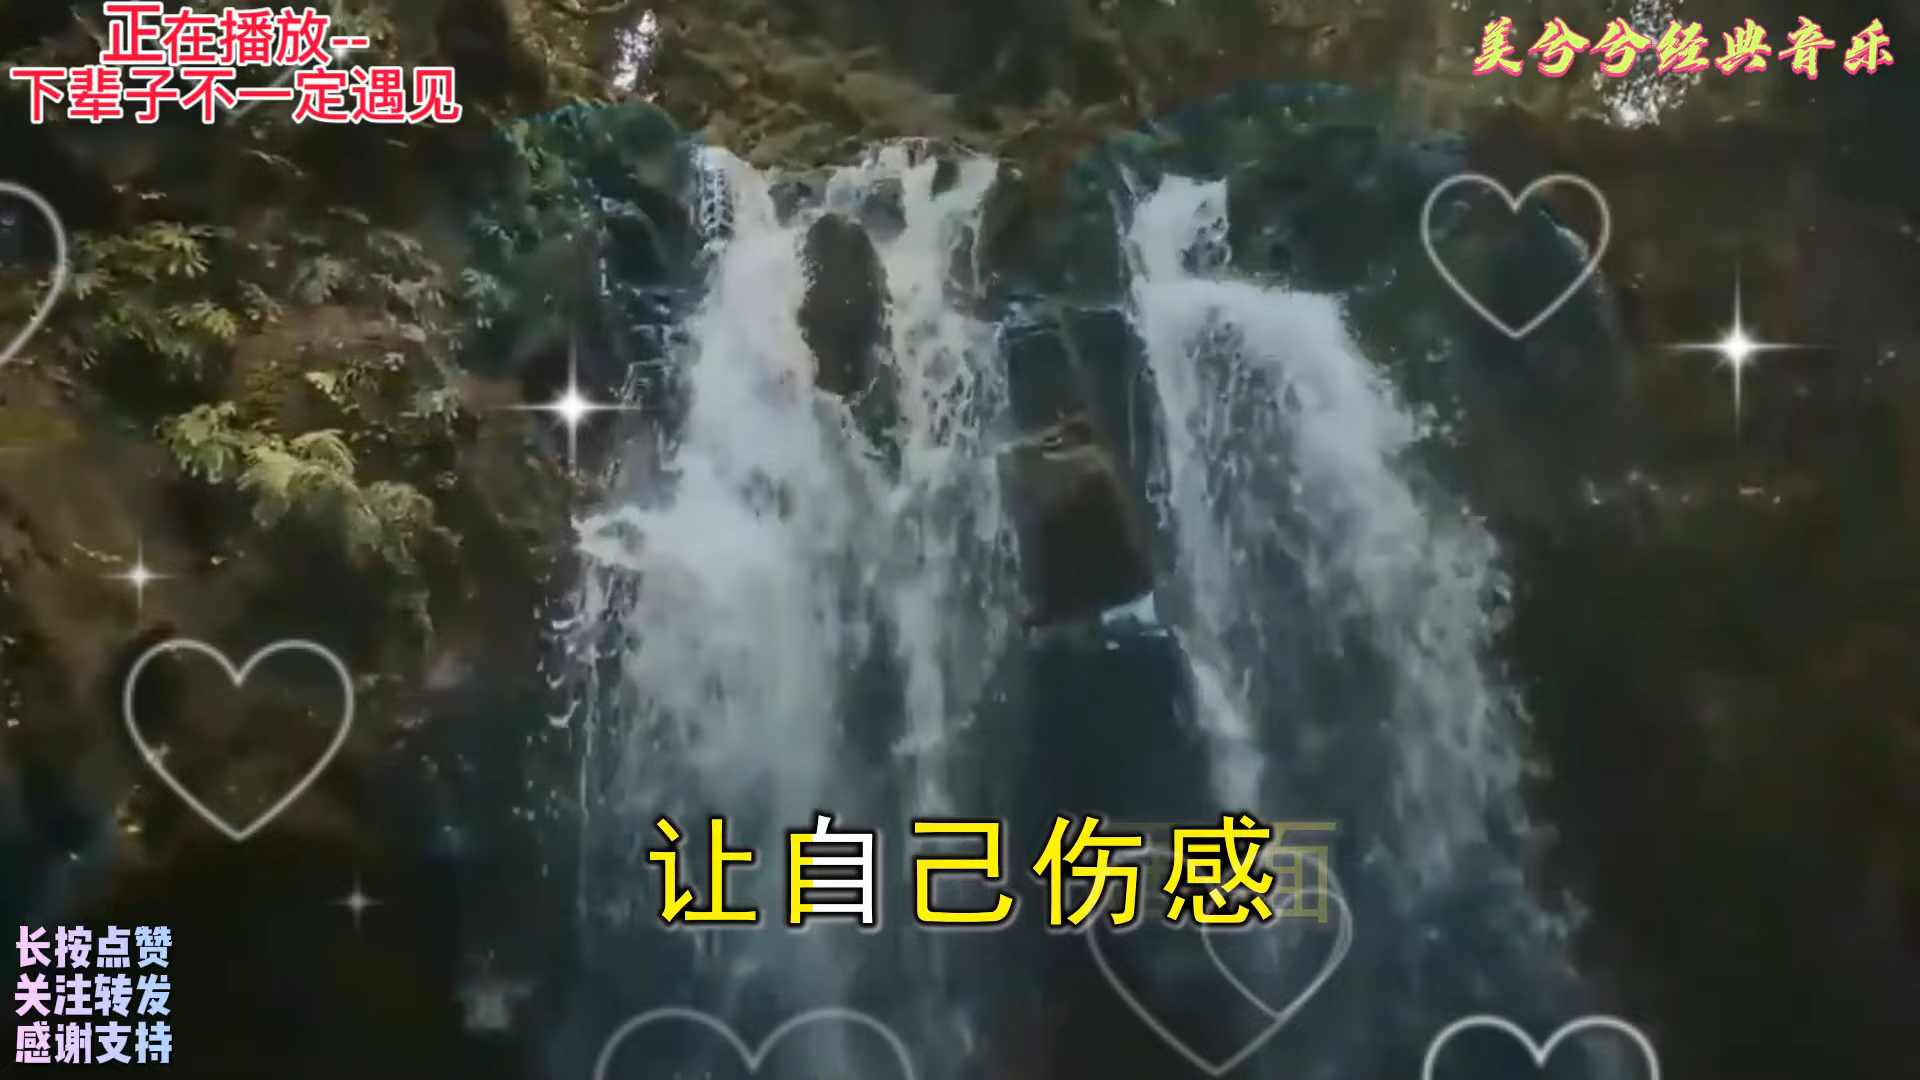 正在播放--
下辈子不一定遇见
美兮兮经典音乐
让自己伤感
长按点赞
关注转发
感谢支持